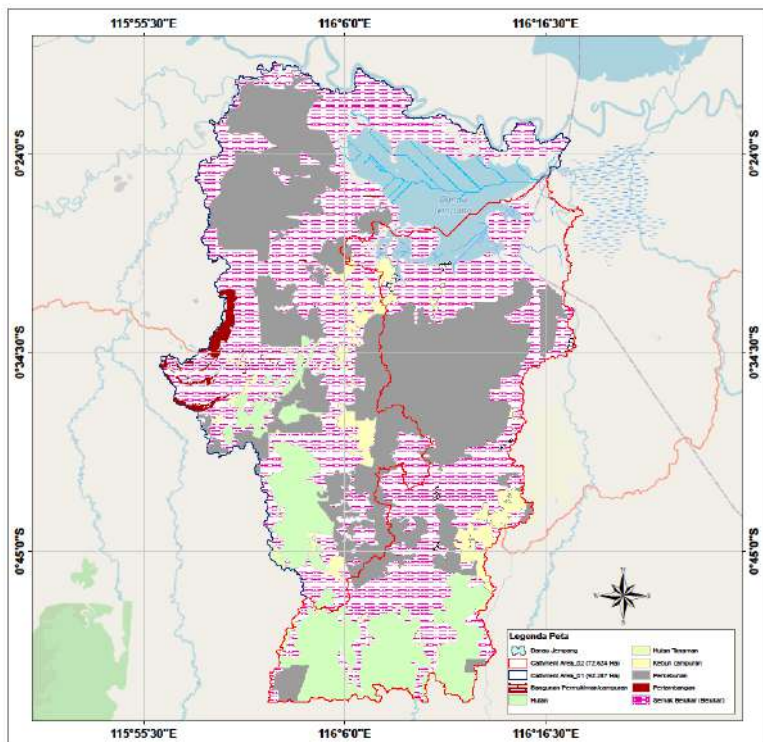 115°55'30"E 116°6'0"E 116°16'30"E
0°24'0"S 0°24'0"S
Danau
Jempang
0°34'30"S 0°34'30"S
0°45'0"S 0°45'0"S
N
W E
S
Legenda Peta
Danau Jempang
Catchment Area_02 (72.624 Ha)
Catchment Area_01 (92.287 Ha)
Bangunan Permukiman/campuran
Hutan
Hutan Tanaman
Kebun campuran
Perkebunan
Pertambangan
Semak Belukar (Belukar)
115°55'30"E 116°6'0"E 116°16'30"E